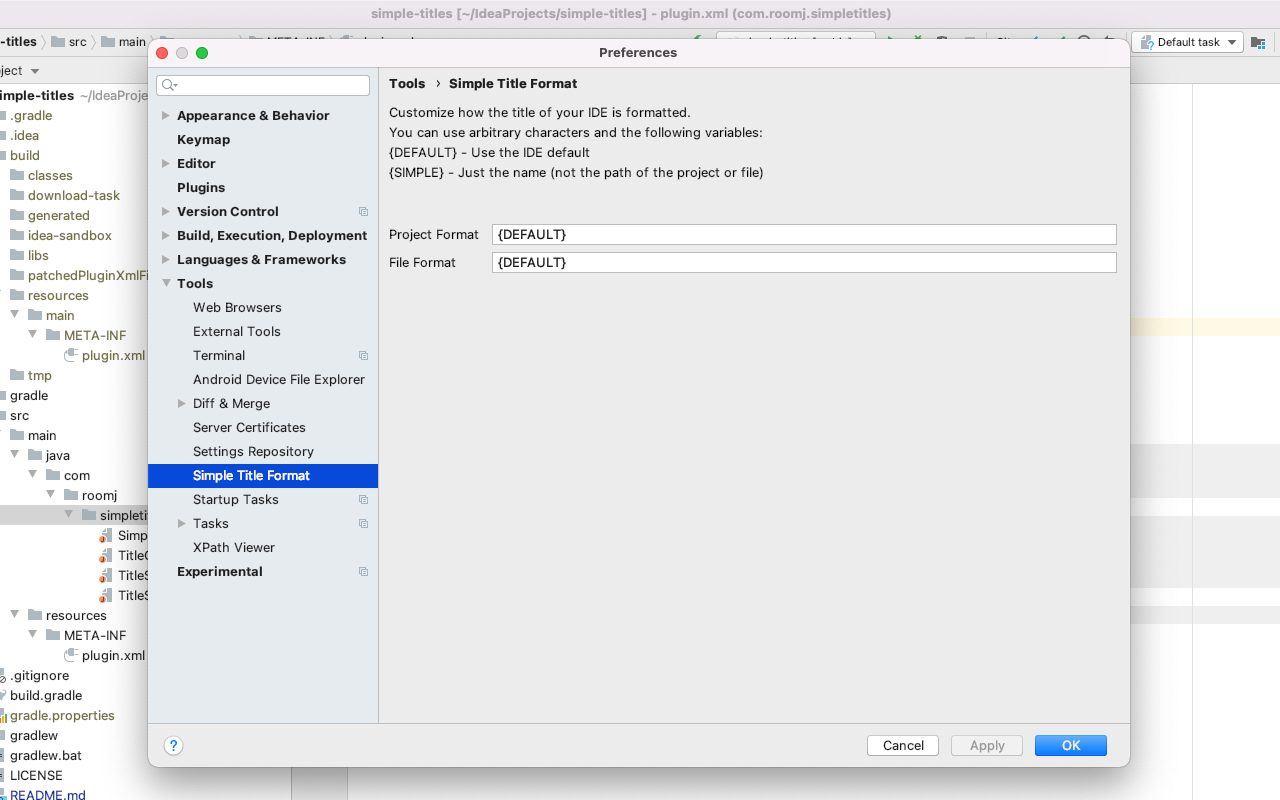 simple-titles [~/IdeaProjects/simple-titles] - plugin.xml (com.roomj.simpletitles)
-titles
src
main
Default task
Preferences
ject
imple-titles ~/IdeaProje
.gradle
.idea
build
classes
download-task
generated
idea-sandbox
libs
patchedPluginXmlFi
resources
main
META-INF
plugin.xml
tmp
gradle
src
main
java
com
roomj
simpletit
Simp
TitleC
TitleS
TitleS
resources
META-INF
plugin.xml
.gitignore
build.gradle
gradle.properties
gradlew
gradlew.bat
LICENSE
README.md
Appearance & Behavior
Keymap
Editor
Plugins
Version Control
Build, Execution, Deployment
Languages & Frameworks
Tools
Web Browsers
External Tools
Terminal
Android Device File Explorer
Diff & Merge
Server Certificates
Settings Repository
Simple Title Format
Startup Tasks
Tasks
XPath Viewer
Experimental
Tools › Simple Title Format
Customize how the title of your IDE is formatted.
You can use arbitrary characters and the following variables:
{DEFAULT} - Use the IDE default
{SIMPLE} - Just the name (not the path of the project or file)
Project Format {DEFAULT}
File Format {DEFAULT}
?
Cancel
Apply
OK